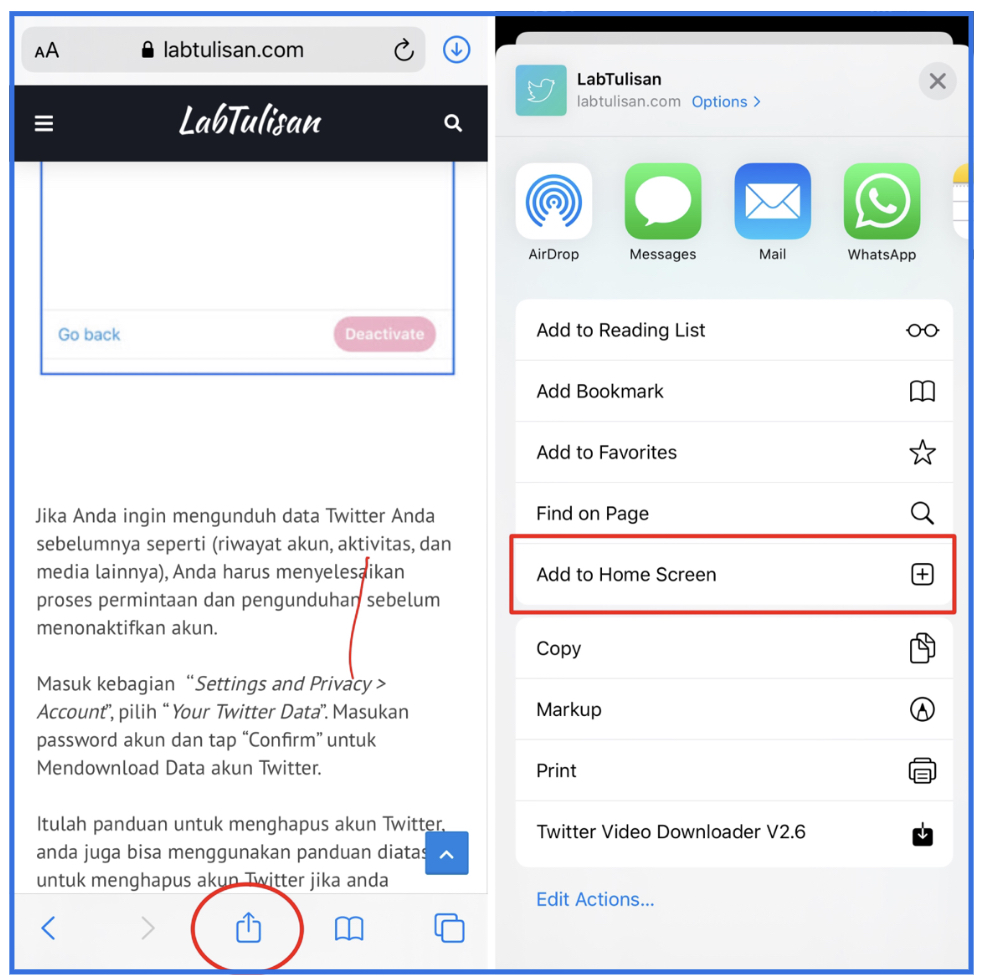 AA labtulisan.com
LabTulisan
Go back Deactivate
Jika Anda ingin mengunduh data Twitter Anda
sebelumnya seperti (riwayat akun, aktivitas, dan
media lainnya), Anda harus menyelesaikan
proses permintaan dan pengunduhan sebelum
menonaktifkan akun.
Masuk kebagian “Settings and Privacy >
Account”, pilih “Your Twitter Data”. Masukan
password akun dan tap “Confirm” untuk
Mendownload Data akun Twitter.
Itulah panduan untuk menghapus akun Twitter,
anda juga bisa menggunakan panduan diatas
untuk menghapus akun Twitter jika anda
LabTulisan
labtulisan.com Options >
AirDrop Messages Mail WhatsApp
Add to Reading List
Add Bookmark
Add to Favorites
Find on Page
Add to Home Screen
Copy
Markup
Print
Twitter Video Downloader V2.6
Edit Actions...